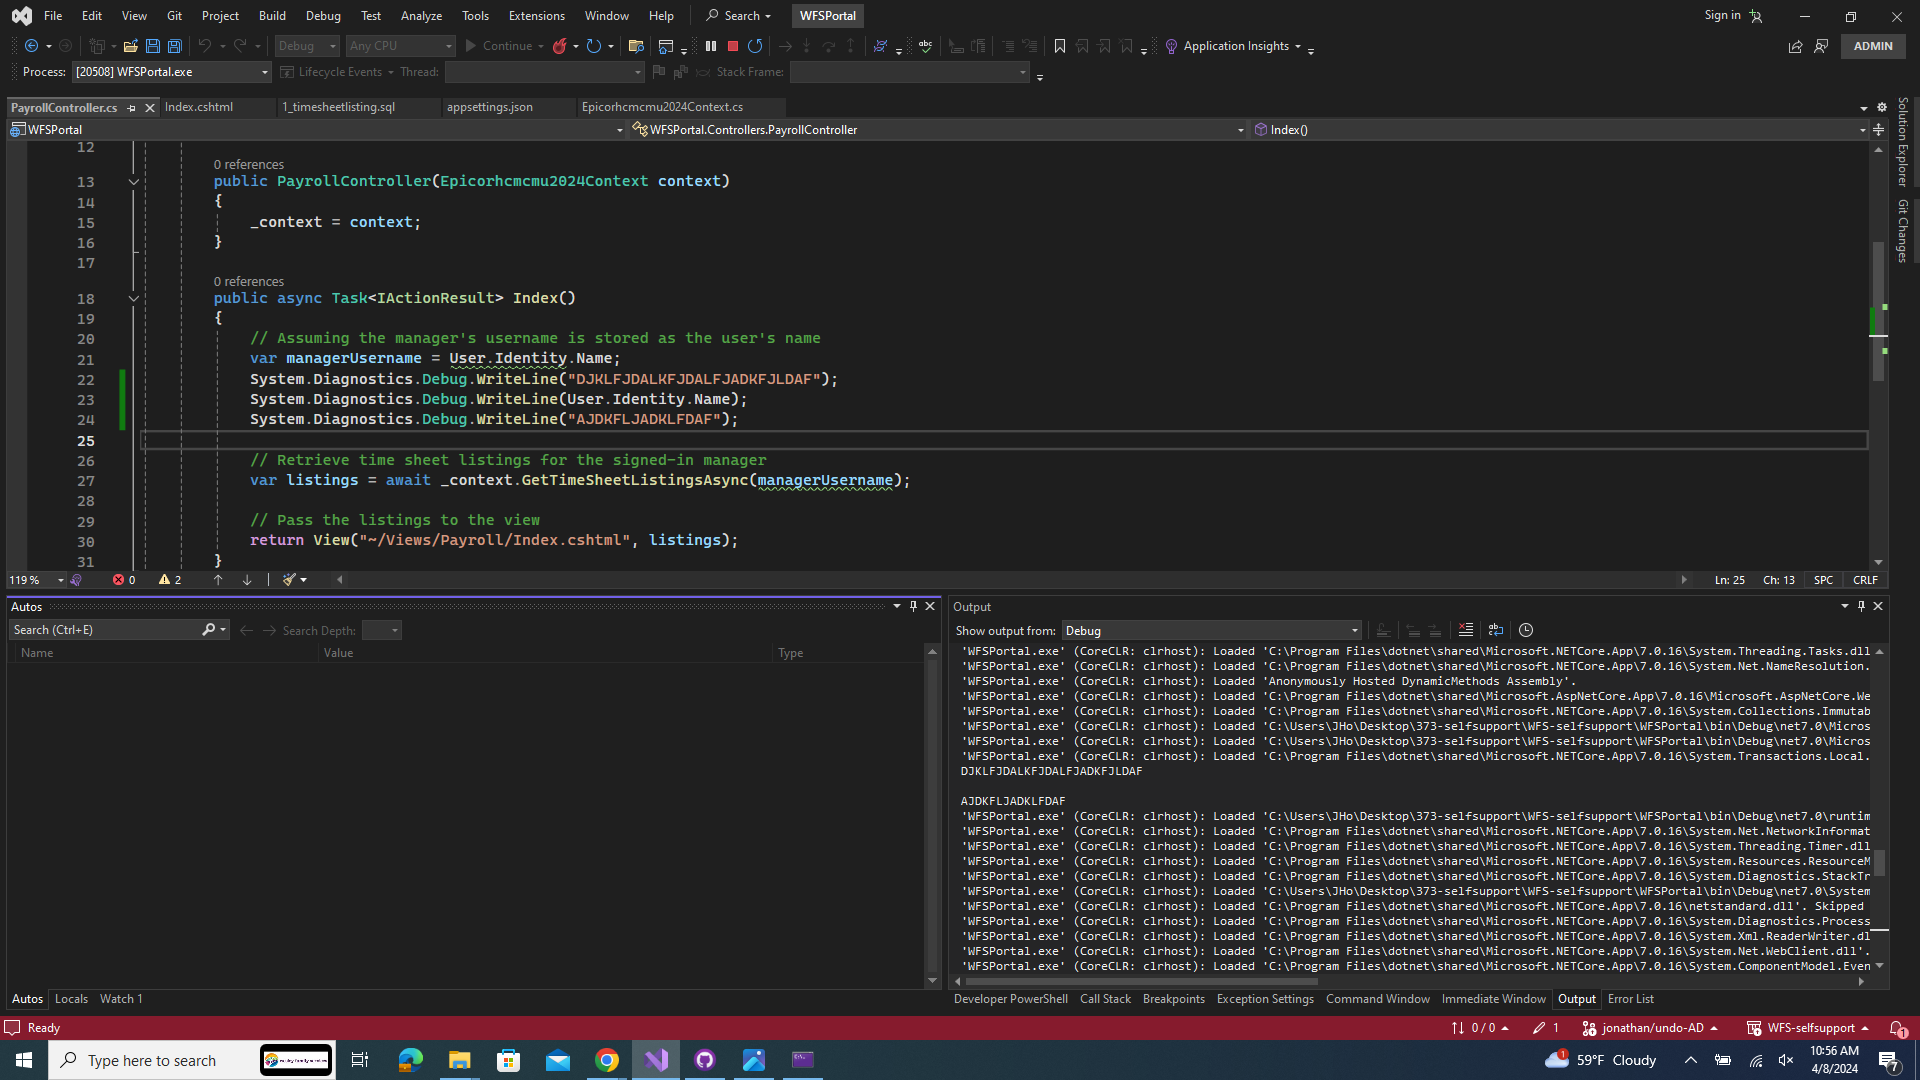 File Edit View Git Project Build Debug Test Analyze Tools Extensions Window Help Search WFSPortal Sign in
Debug Any CPU Continue Application Insights ADMIN
Process: [20508] WFSPortal.exe Lifecycle Events Thread: Stack Frame:
PayrollController.cs Index.cshtml 1_timesheetlisting.sql appsettings.json Epicorhcmcmu2024Context.cs
WFSPortal WFSPortal.Controllers.PayrollController Index()
Solution Explorer
Git Changes
12
0 references
13 public PayrollController(Epicorhcmcmu2024Context context)
14 {
15 _context = context;
16 }
17
0 references
18 public async Task<IActionResult> Index()
19 {
20 // Assuming the manager's username is stored as the user's name
21 var managerUsername = User.Identity.Name;
22 System.Diagnostics.Debug.WriteLine("DJKLFJDALKFJDALFJADKFJLDAF");
23 System.Diagnostics.Debug.WriteLine(User.Identity.Name);
24 System.Diagnostics.Debug.WriteLine("AJDKFLJADKLFDAF");
25
26 // Retrieve time sheet listings for the signed-in manager
27 var listings = await _context.GetTimeSheetListingsAsync(managerUsername);
28
29 // Pass the listings to the view
30 return View("~/Views/Payroll/Index.cshtml", listings);
31 }
119 % 0 2 Ln: 25 Ch: 13 SPC CRLF
Autos
Search (Ctrl+E) Search Depth:
Name Value Type
Autos Locals Watch 1
Output
Show output from: Debug
'WFSPortal.exe' (CoreCLR: clrhost): Loaded 'C:\Program Files\dotnet\shared\Microsoft.NETCore.App\7.0.16\System.Threading.Tasks.dll
'WFSPortal.exe' (CoreCLR: clrhost): Loaded 'C:\Program Files\dotnet\shared\Microsoft.NETCore.App\7.0.16\System.Net.NameResolution.
'WFSPortal.exe' (CoreCLR: clrhost): Loaded 'Anonymously Hosted DynamicMethods Assembly'.
'WFSPortal.exe' (CoreCLR: clrhost): Loaded 'C:\Program Files\dotnet\shared\Microsoft.AspNetCore.App\7.0.16\Microsoft.AspNetCore.We
'WFSPortal.exe' (CoreCLR: clrhost): Loaded 'C:\Program Files\dotnet\shared\Microsoft.NETCore.App\7.0.16\System.Collections.Immutab
'WFSPortal.exe' (CoreCLR: clrhost): Loaded 'C:\Users\JHo\Desktop\373-selfsupport\WFS-selfsupport\WFSPortal\bin\Debug\net7.0\Micros
'WFSPortal.exe' (CoreCLR: clrhost): Loaded 'C:\Users\JHo\Desktop\373-selfsupport\WFS-selfsupport\WFSPortal\bin\Debug\net7.0\Micros
'WFSPortal.exe' (CoreCLR: clrhost): Loaded 'C:\Program Files\dotnet\shared\Microsoft.NETCore.App\7.0.16\System.Transactions.Local.
DJKLFJDALKFJDALFJADKFJLDAF
AJDKFLJADKLFDAF
'WFSPortal.exe' (CoreCLR: clrhost): Loaded 'C:\Users\JHo\Desktop\373-selfsupport\WFS-selfsupport\WFSPortal\bin\Debug\net7.0\runtim
'WFSPortal.exe' (CoreCLR: clrhost): Loaded 'C:\Program Files\dotnet\shared\Microsoft.NETCore.App\7.0.16\System.Net.NetworkInformat
'WFSPortal.exe' (CoreCLR: clrhost): Loaded 'C:\Program Files\dotnet\shared\Microsoft.NETCore.App\7.0.16\System.Threading.Timer.dll
'WFSPortal.exe' (CoreCLR: clrhost): Loaded 'C:\Program Files\dotnet\shared\Microsoft.NETCore.App\7.0.16\System.Resources.ResourceM
'WFSPortal.exe' (CoreCLR: clrhost): Loaded 'C:\Program Files\dotnet\shared\Microsoft.NETCore.App\7.0.16\System.Diagnostics.StackTr
'WFSPortal.exe' (CoreCLR: clrhost): Loaded 'C:\Users\JHo\Desktop\373-selfsupport\WFS-selfsupport\WFSPortal\bin\Debug\net7.0\System
'WFSPortal.exe' (CoreCLR: clrhost): Loaded 'C:\Program Files\dotnet\shared\Microsoft.NETCore.App\7.0.16\netstandard.dll'. Skipped
'WFSPortal.exe' (CoreCLR: clrhost): Loaded 'C:\Program Files\dotnet\shared\Microsoft.NETCore.App\7.0.16\System.Diagnostics.Process
'WFSPortal.exe' (CoreCLR: clrhost): Loaded 'C:\Program Files\dotnet\shared\Microsoft.NETCore.App\7.0.16\System.Xml.ReaderWriter.dl
'WFSPortal.exe' (CoreCLR: clrhost): Loaded 'C:\Program Files\dotnet\shared\Microsoft.NETCore.App\7.0.16\System.Net.WebClient.dll'.
'WFSPortal.exe' (CoreCLR: clrhost): Loaded 'C:\Program Files\dotnet\shared\Microsoft.NETCore.App\7.0.16\System.ComponentModel.Even
Developer PowerShell Call Stack Breakpoints Exception Settings Command Window Immediate Window Output Error List
Ready 0 / 0 1 jonathan/undo-AD WFS-selfsupport 1
Type here to search 1 59°F Cloudy 10:56 AM
4/8/2024 7